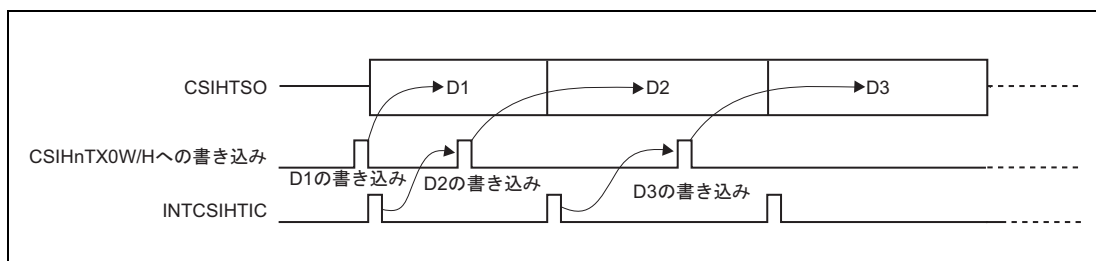 CSIHTSO
D1
D2
D3
CSIHnTX0W/Hへの書き込み
D1の書き込み
D2の書き込み
D3の書き込み
INTCSIHTIC